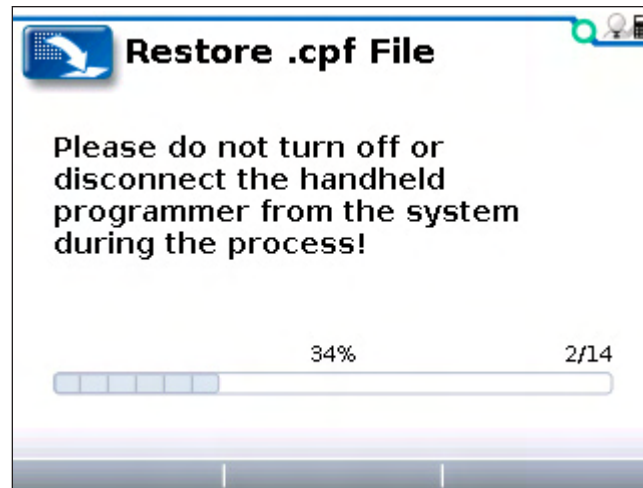 Restore .cpf File
Please do not turn off or
disconnect the handheld
programmer from the system
during the process!
34% 2/14